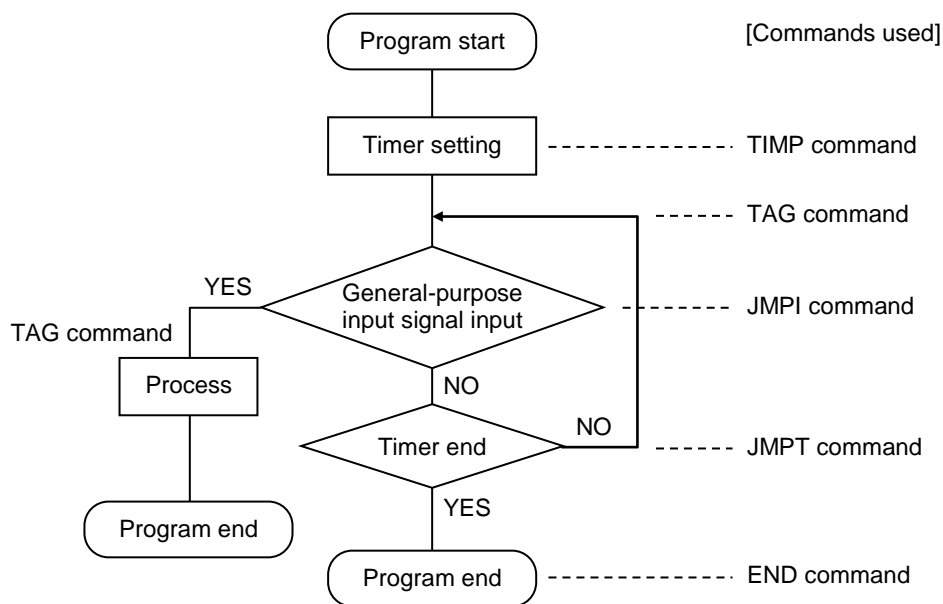 Program start
[Commands used]
Timer setting
TIMP command
TAG command
YES
General-purpose
input signal input
JMPI command
TAG command
Process
NO
Timer end
NO
JMPT command
YES
Program end
Program end
END command